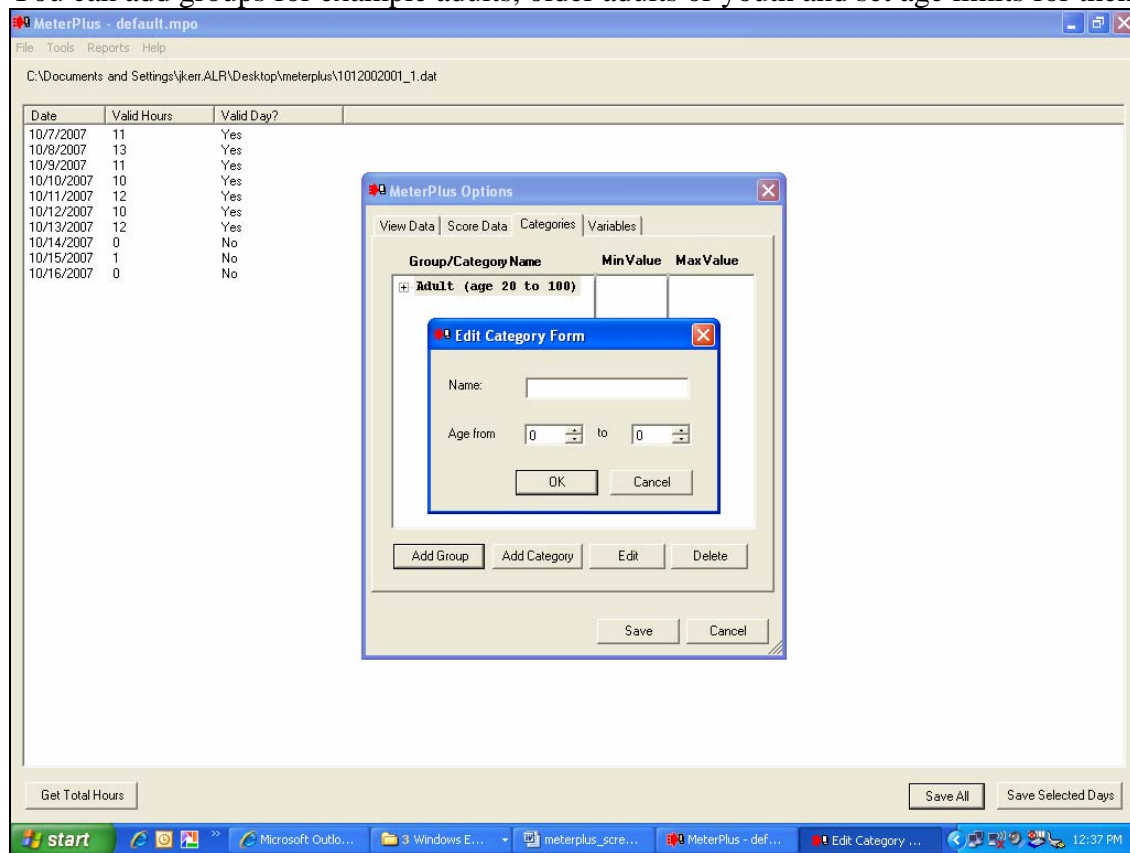 You can add groups for example adults, older adults or youth and set age limits for them
MeterPlus - default.mpo
File Tools Reports Help
C:\Documents and Settings\jkerr.ALR\Desktop\meterplus\1012002001_1.dat
Date Valid Hours Valid Day?
10/7/2007 11 Yes
10/8/2007 13 Yes
10/9/2007 11 Yes
10/10/2007 10 Yes
10/11/2007 12 Yes
10/12/2007 10 Yes
10/13/2007 12 Yes
10/14/2007 0 No
10/15/2007 1 No
10/16/2007 0 No
MeterPlus Options
View Data Score Data Categories Variables
Group/Category Name Min Value Max Value
Adult (age 20 to 100)
Edit Category Form
Name:
Age from 0 to 0
OK Cancel
Add Group Add Category Edit Delete
Save Cancel
Get Total Hours Save All Save Selected Days
start Microsoft Outlo... 3 Windows E... meterplus_scre... MeterPlus - def... Edit Category ... 12:37 PM